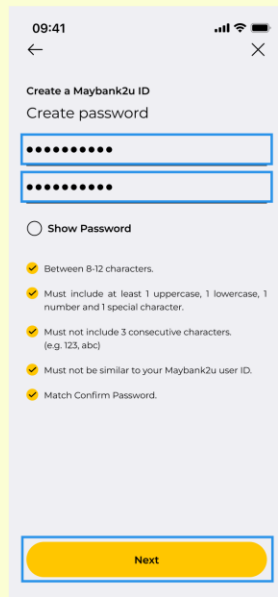 09:41
Create a Maybank2u ID
Create password
●●●●●●●●●●
●●●●●●●●●●
Show Password
Between 8-12 characters.
Must include at least 1 uppercase, 1 lowercase, 1
number and 1 special character.
Must not include 3 consecutive characters.
(e.g. 123, abc)
Must not be similar to your Maybank2u user ID.
Match Confirm Password.
Next